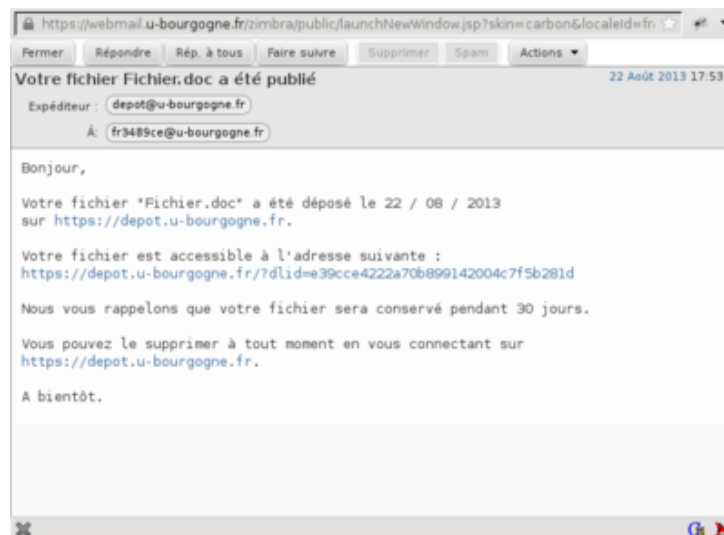 https://webmail.u-bourgogne.fr/zimbra/public/launchNewWindow.jsp?skin=carbon&localeId=fr
Fermer Répondre Rép. à tous Faire suivre Supprimer Spam Actions
Votre fichier Fichier.doc a été publié 22 Août 2013 17:53
Expéditeur : depot@u-bourgogne.fr
À: fr3489ce@u-bourgogne.fr
Bonjour,
Votre fichier "Fichier.doc" a été déposé le 22 / 08 / 2013
sur https://depot.u-bourgogne.fr.
Votre fichier est accessible à l'adresse suivante :
https://depot.u-bourgogne.fr/?dlid=e39cce4222a70b899142004c7f5b281d
Nous vous rappelons que votre fichier sera conservé pendant 30 jours.
Vous pouvez le supprimer à tout moment en vous connectant sur
https://depot.u-bourgogne.fr.
A bientôt.